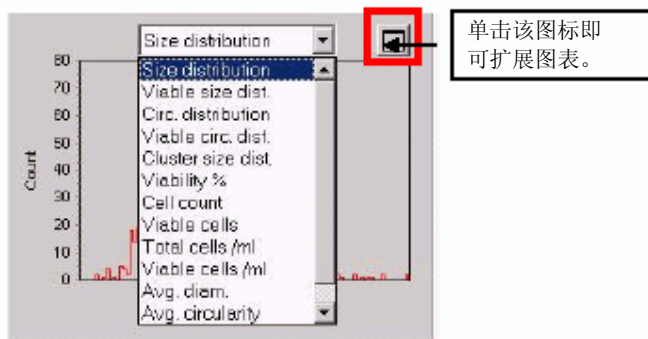 Size distribution
单击该图标即
可扩展图表。
80
70
60
50
40
30
20
10
0
Count
Size distribution
Viable size dist.
Circ. distribution
Viable circ. dist.
Cluster size dist.
Viability %
Cell count
Viable cells
Total cells /ml
Viable cells /ml
Avg. diam.
Avg. circularity